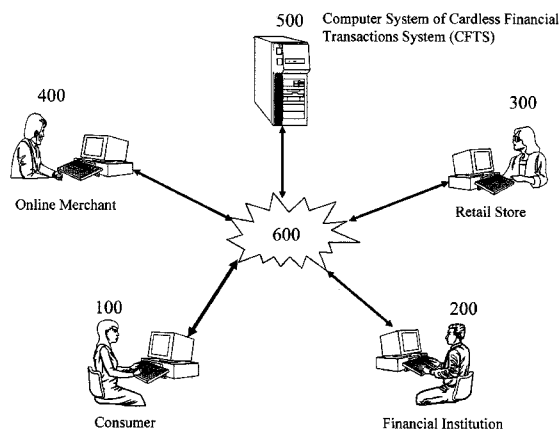 500
Computer System of Cardless Financial
Transactions System (CFTS)
400
300
Online Merchant
Retail Store
600
100
200
Consumer
Financial Institution